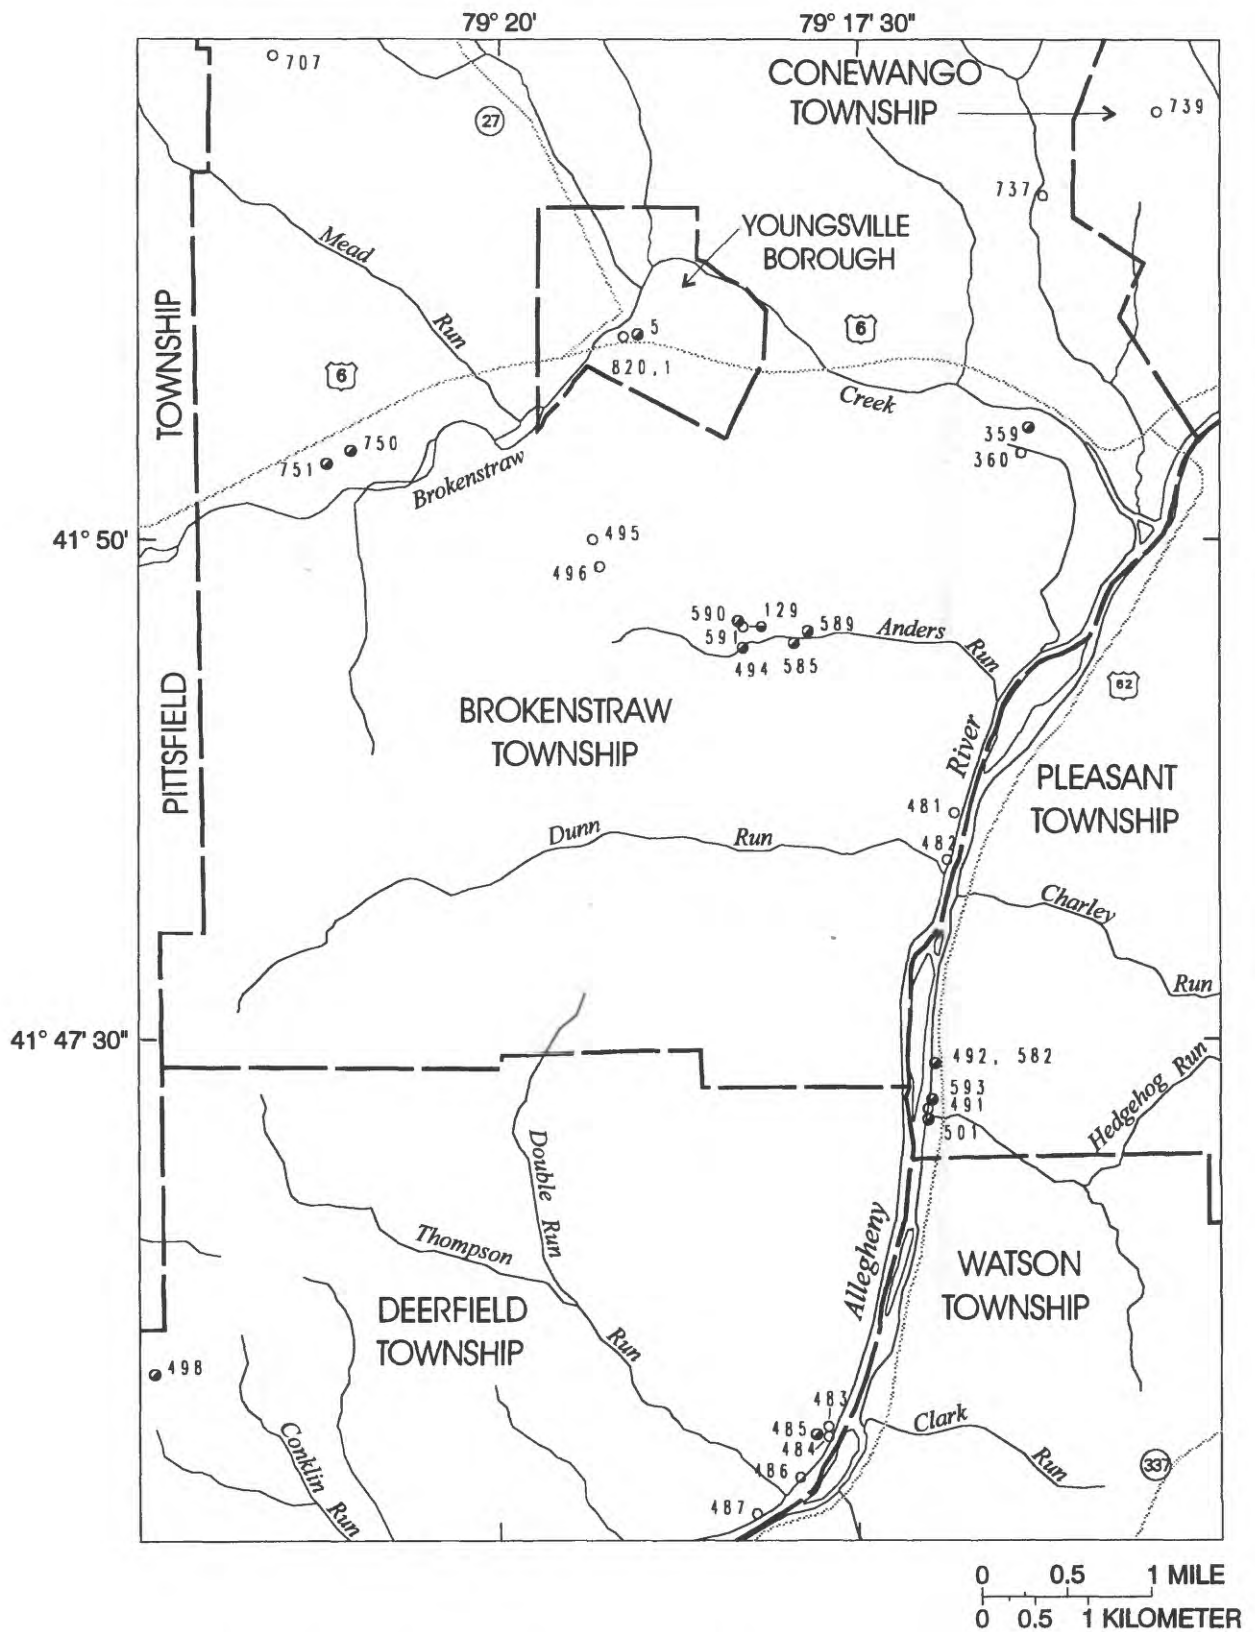 79° 20'
79° 17' 30"
707
27
CONEWANGO
TOWNSHIP
739
737
YOUNGSVILLE
BOROUGH
Mead
Run
TOWNSHIP
6
6
5
820,1
Creek
359
360
751
750
Brokenstraw
41° 50'
495
496
590
129
589
591
494
585
Anders
Run
62
PITTSFIELD
BROKENSTRAW
TOWNSHIP
River
PLEASANT
TOWNSHIP
481
482
Dunn
Run
Charley
Run
41° 47' 30"
492, 582
593
491
501
Hedgehog Run
Double Run
Thompson
Run
Allegheny
WATSON
TOWNSHIP
DEERFIELD
TOWNSHIP
498
483
485
484
Clark
Run
Conklin Run
486
487
337
0 0.5 1 MILE
0 0.5 1 KILOMETER